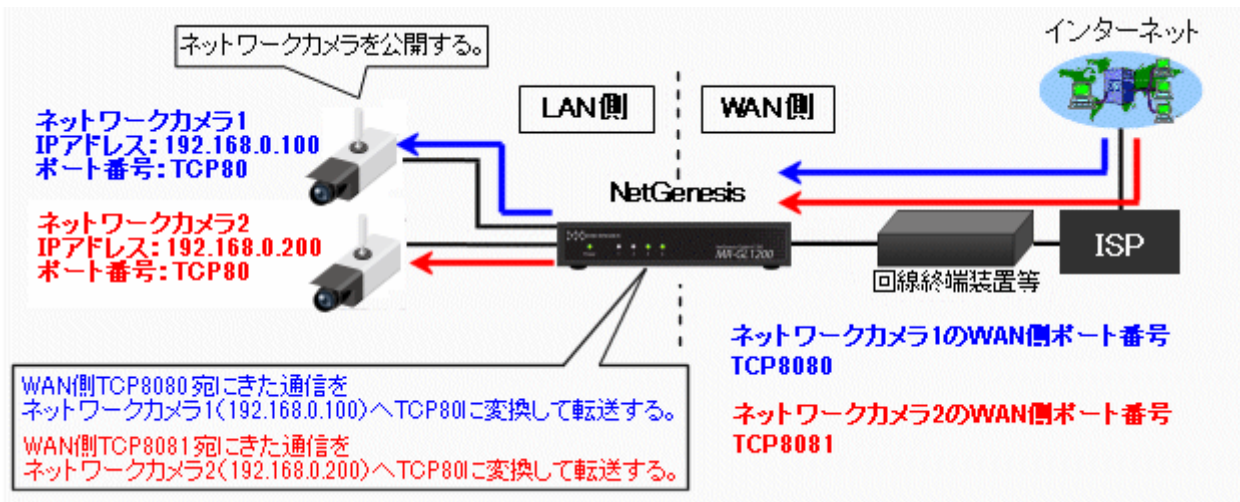 ネットワークカメラを公開する。
インターネット
LAN側
WAN側
ネットワークカメラ1
IPアドレス：192.168.0.100
ポート番号：TCP80
NetGenesis
ネットワークカメラ2
IPアドレス：192.168.0.200
ポート番号：TCP80
MR-GL1200
ISP
回線終端装置等
ネットワークカメラ1のWAN側ポート番号
TCP8080
WAN側TCP8080宛にきた通信を
ネットワークカメラ1（192.168.0.100）へTCP80に変換して転送する。
ネットワークカメラ2のWAN側ポート番号
TCP8081
WAN側TCP8081宛にきた通信を
ネットワークカメラ2（192.168.0.200）へTCP80に変換して転送する。